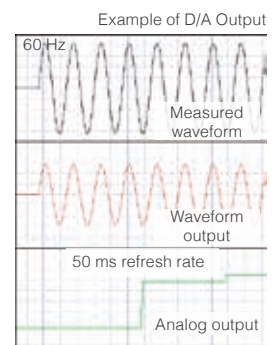 Example of D/A Output
60 Hz
Measured
waveform
Waveform
output
50 ms refresh rate
Analog output